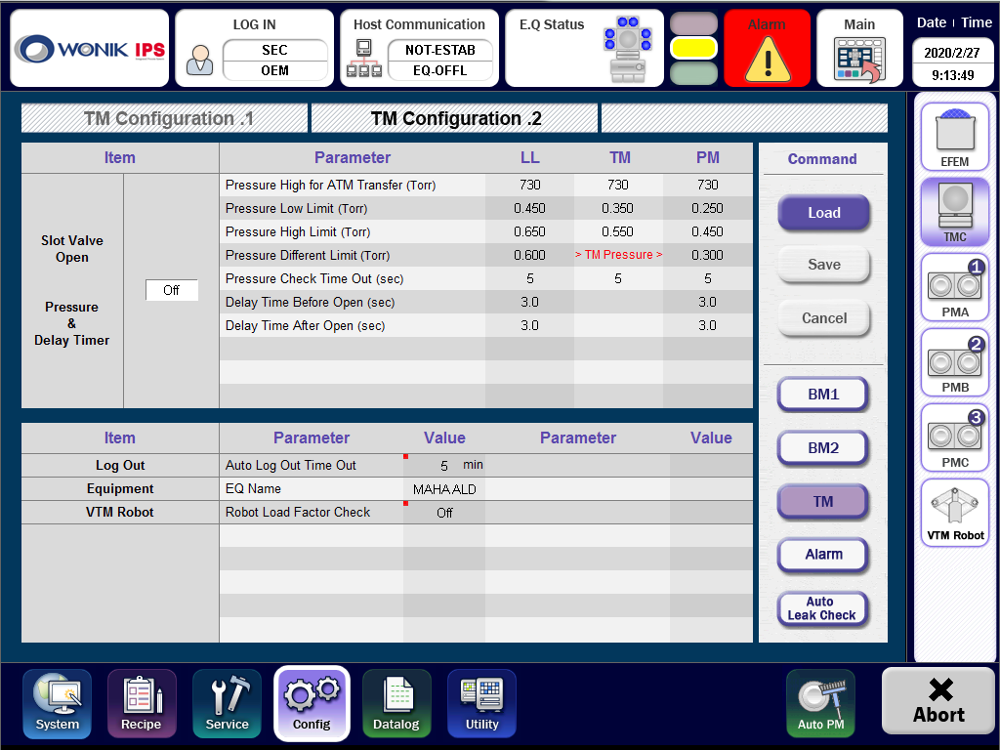 WONIK IPS
LOG IN
SEC
OEM
Host Communication
NOT-ESTAB
EQ-OFFL
E.Q Status
Alarm
Main
Date Time
2020/2/27
9:13:49
TM Configuration .1
TM Configuration .2
Item Parameter LL TM PM
Slot Valve
Open
Pressure
&
Delay Timer
Off
Pressure High for ATM Transfer (Torr) 730 730 730
Pressure Low Limit (Torr) 0.450 0.350 0.250
Pressure High Limit (Torr) 0.650 0.550 0.450
Pressure Different Limit (Torr) 0.600 > TM Pressure > 0.300
Pressure Check Time Out (sec) 5 5 5
Delay Time Before Open (sec) 3.0 3.0
Delay Time After Open (sec) 3.0 3.0
Item Parameter Value Parameter Value
Log Out Auto Log Out Time Out 5 min
Equipment EQ Name MAHA ALD
VTM Robot Robot Load Factor Check Off
Command
Load
Save
Cancel
BM1
BM2
TM
Alarm
Auto
Leak Check
EFEM
TMC
1
PMA
2
PMB
3
PMC
VTM Robot
System
Recipe
Service
Config
Datalog
Utility
Auto PM
Abort